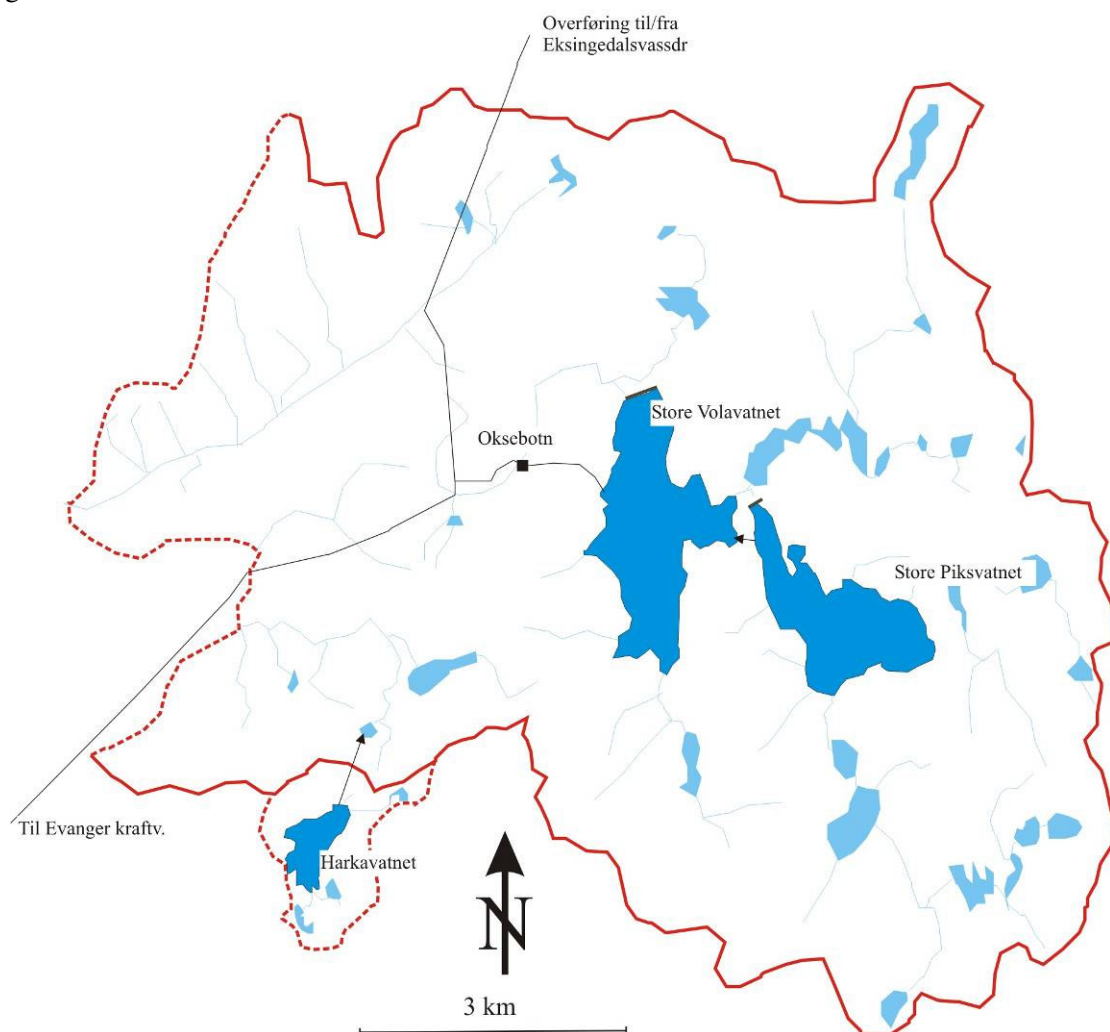 Overføring til/fra
Eksingedalsvassdr
Store Volavatnet
Oksebotn
Store Piksvatnet
Til Evanger kraftv.
Harkavatnet
N
3 km